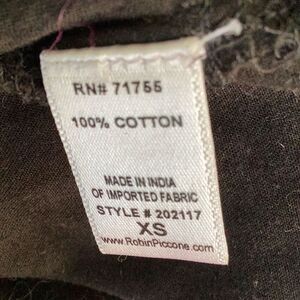 RN# 71755
100% COTTON
MADE IN INDIA
OF IMPORTED FABRIC
STYLE # 202117
XS
www.RobinPiccone.com